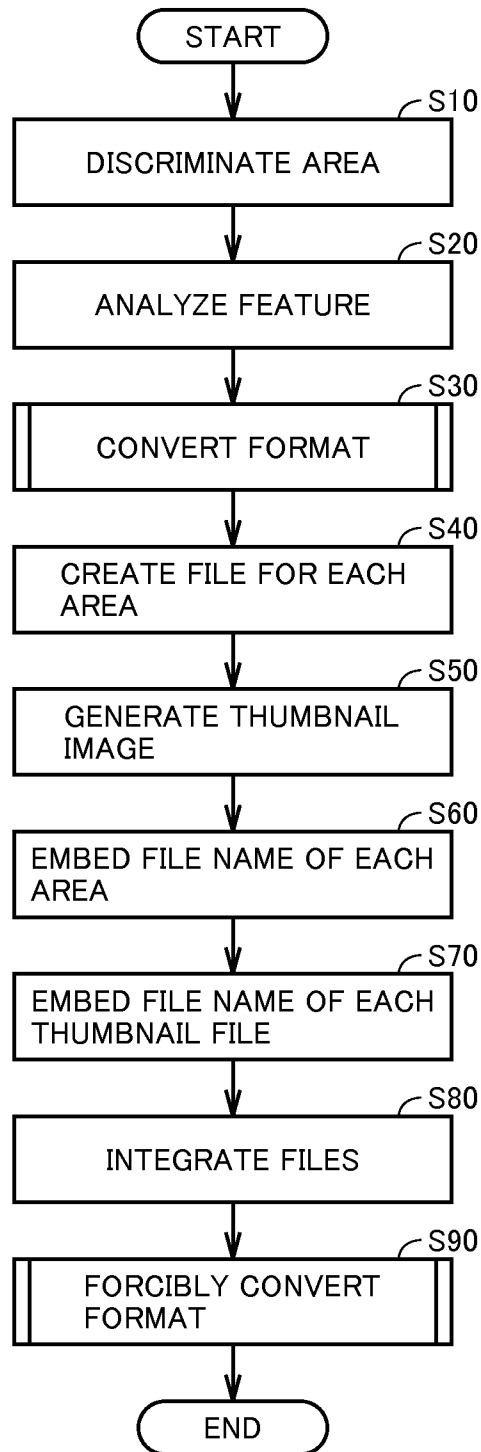 START
S10
DISCRIMINATE AREA
S20
ANALYZE FEATURE
S30
CONVERT FORMAT
S40
CREATE FILE FOR EACH
AREA
S50
GENERATE THUMBNAIL
IMAGE
S60
EMBED FILE NAME OF EACH
AREA
S70
EMBED FILE NAME OF EACH
THUMBNAIL FILE
S80
INTEGRATE FILES
S90
FORCIBLY CONVERT
FORMAT
END